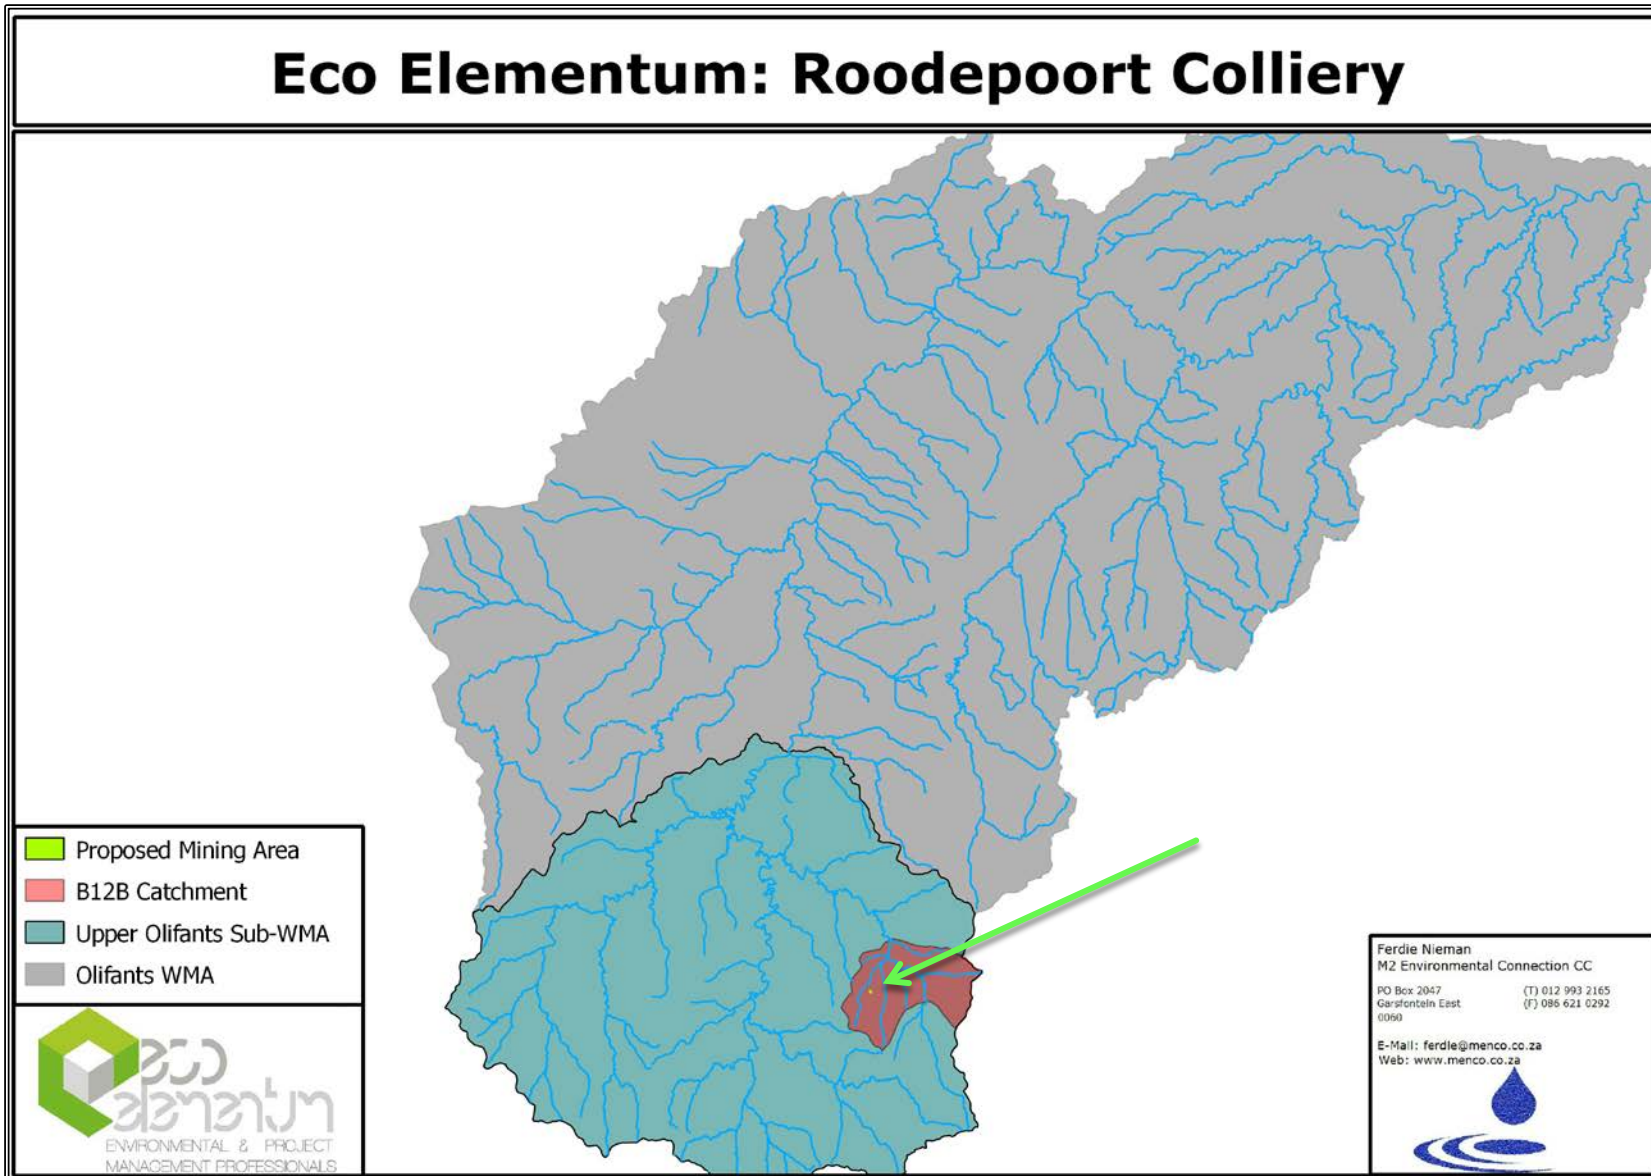 Eco Elementum: Roodepoort Colliery
Proposed Mining Area
B12B Catchment
Upper Olifants Sub-WMA
Olifants WMA
eco
elementum
ENVIRONMENTAL & PROJECT
MANAGEMENT PROFESSIONALS
Ferdie Nieman
M2 Environmental Connection CC
PO Box 2047 (T) 012 993 2165
Garsfontein East (F) 086 621 0292
0060
E-Mail: ferdie@menco.co.za
Web: www.menco.co.za